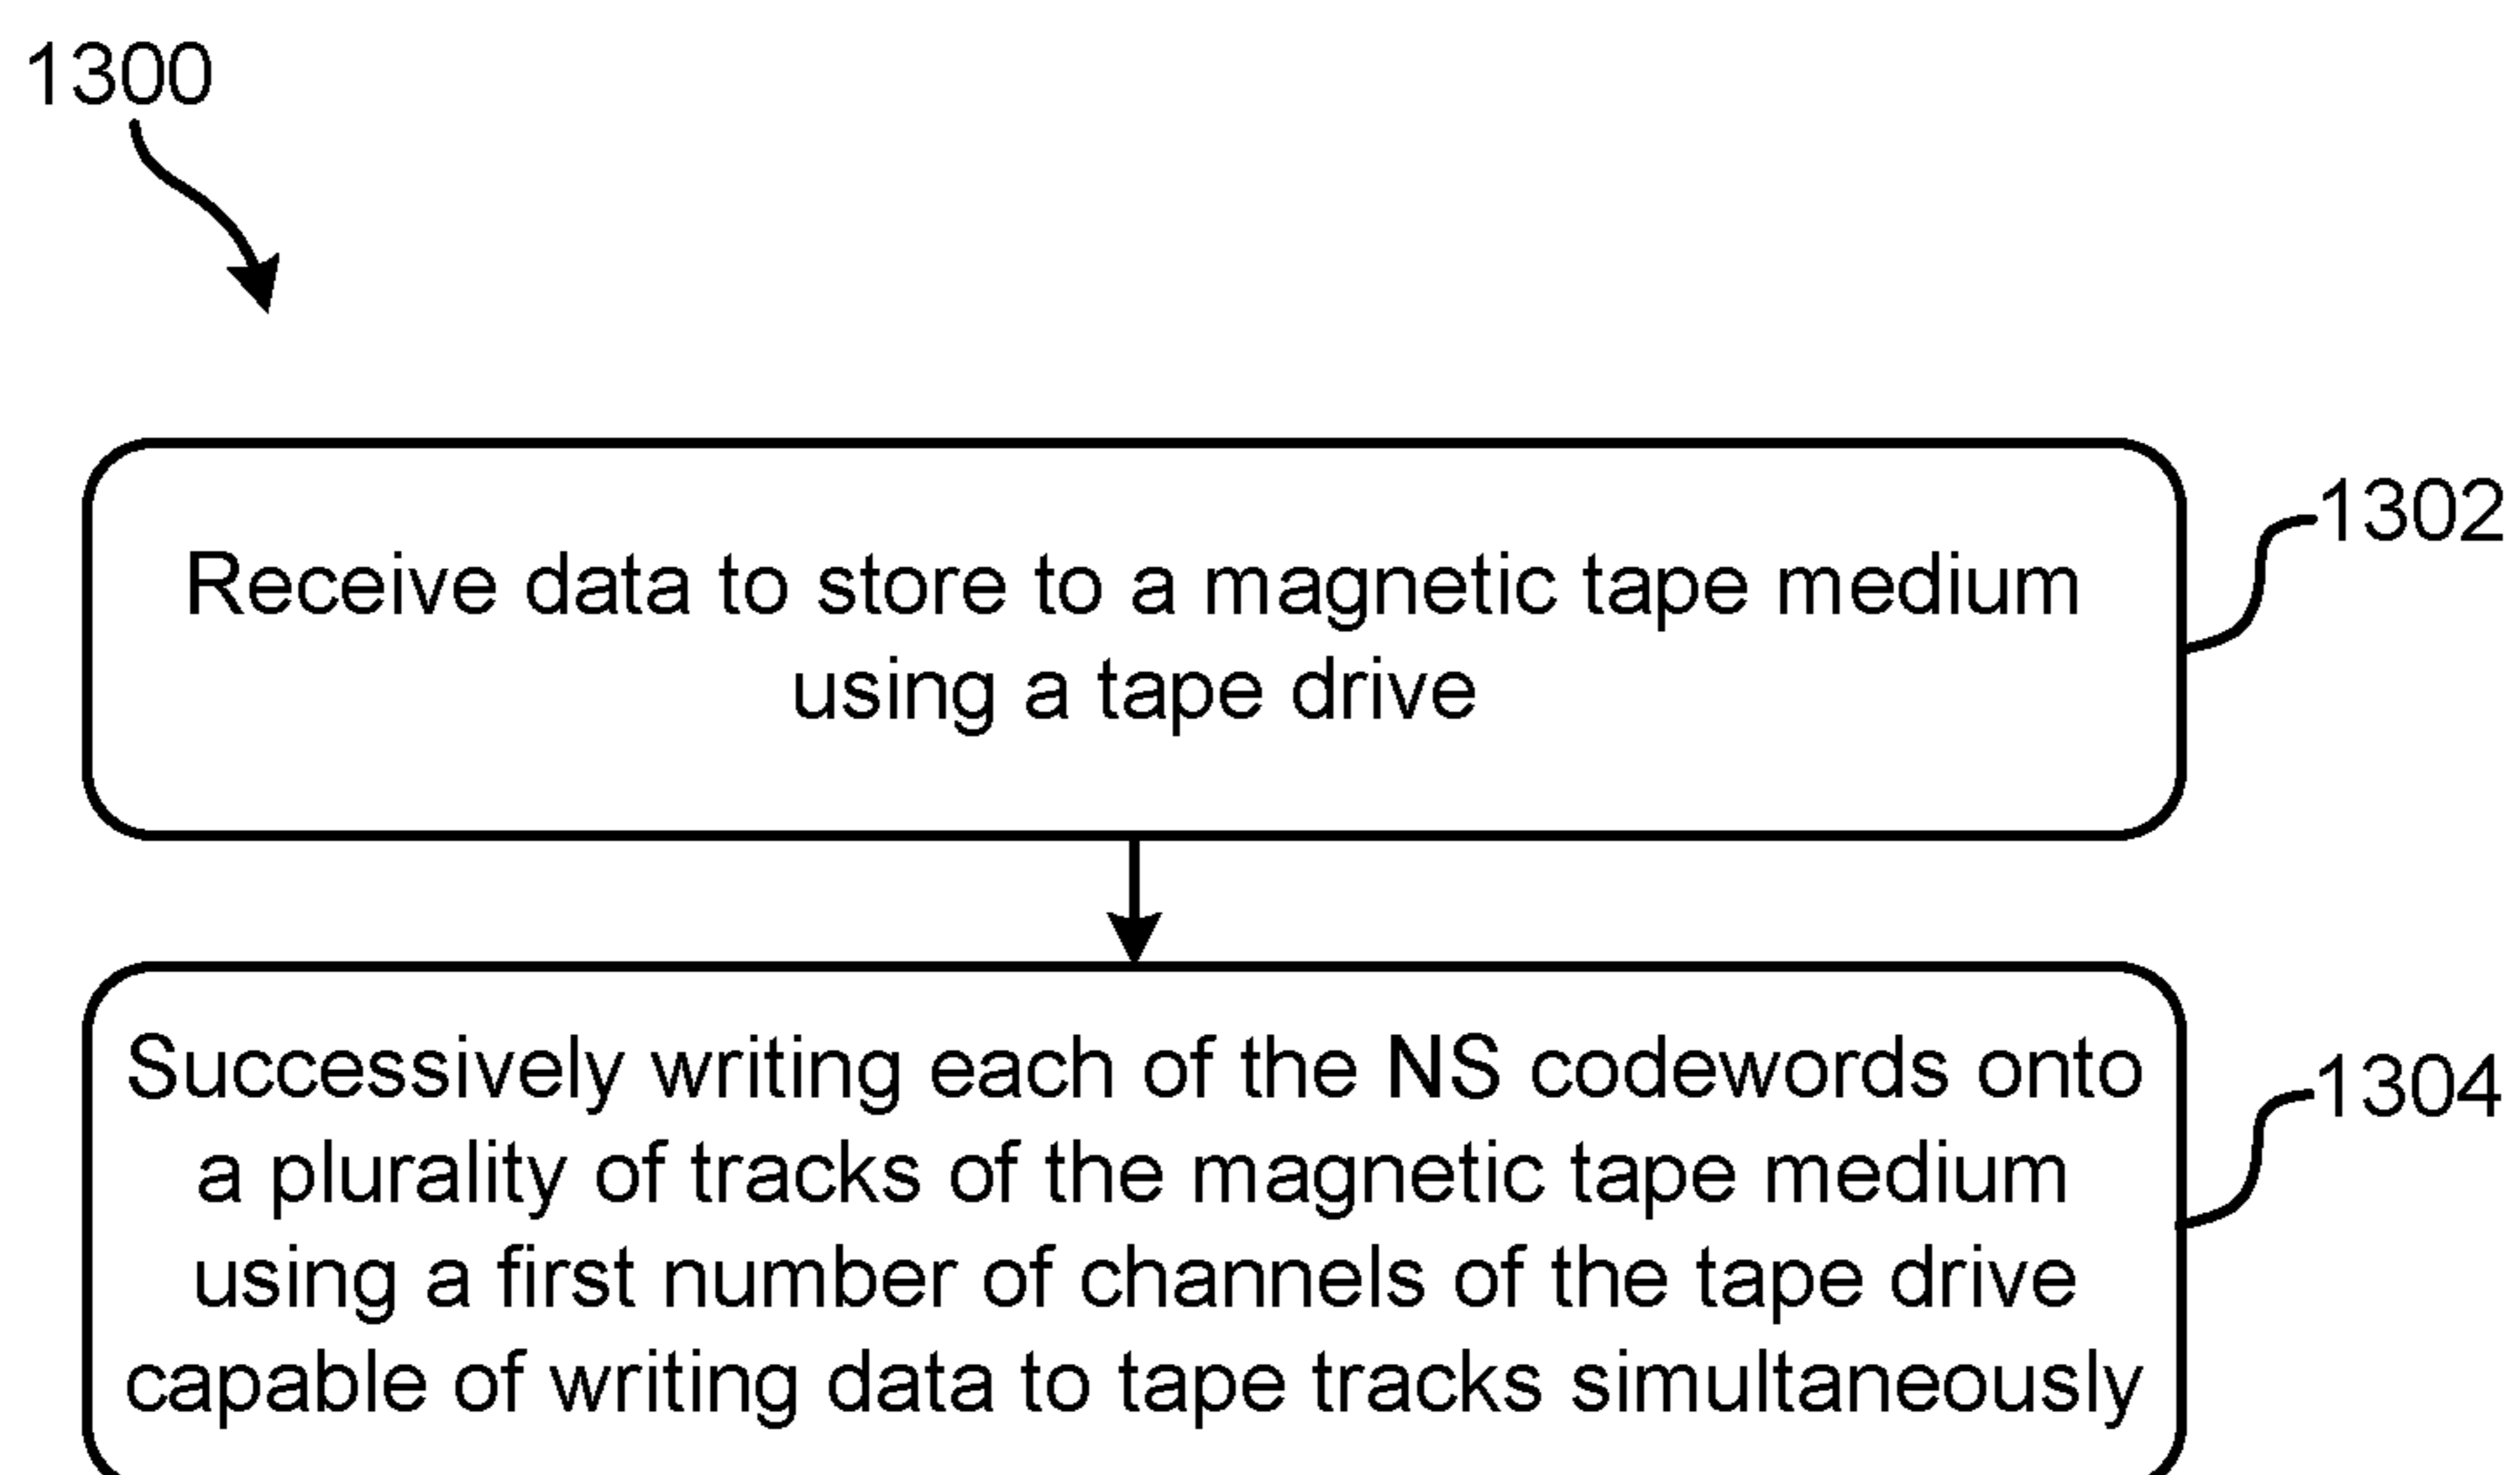 1300
1302
Receive data to store to a magnetic tape medium
using a tape drive
1304
Successively writing each of the NS codewords onto
a plurality of tracks of the magnetic tape medium
using a first number of channels of the tape drive
capable of writing data to tape tracks simultaneously